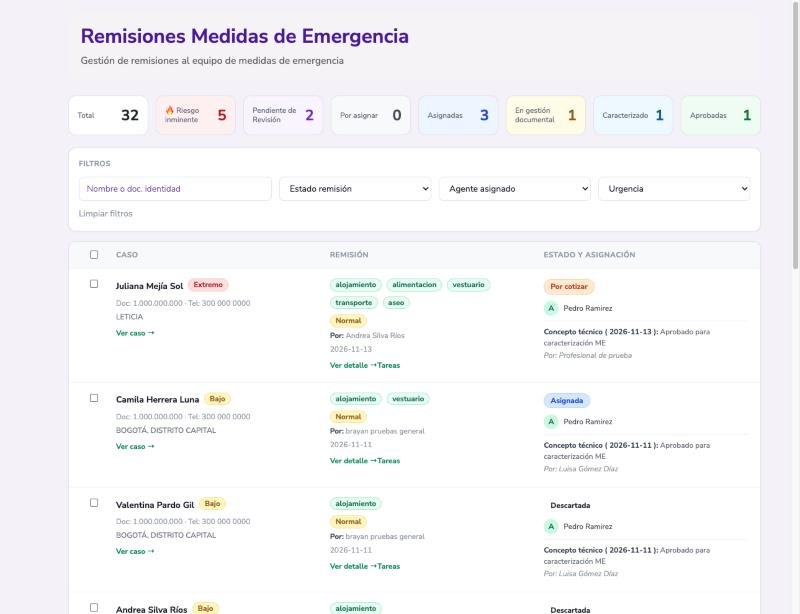 Remisiones Medidas de Emergencia
Gestión de remisiones al equipo de medidas de emergencia
Total 32
🔥 Riesgo inminente 5
Pendiente de Revisión 2
Por asignar 0
Asignadas 3
En gestión documental 1
Caracterizado 1
Aprobadas 1
FILTROS
Nombre o doc. identidad
Estado remisión
Agente asignado
Urgencia
Limpiar filtros
CASO REMISIÓN ESTADO Y ASIGNACIÓN
Juliana Mejía Sol Extremo
Doc: 1.000.000.000 · Tel: 300 000 0000
LETICIA
Ver caso →
alojamiento alimentacion vestuario
transporte aseo
Normal
Por: Andrea Silva Ríos
2026-11-13
Ver detalle →Tareas
Por cotizar
A Pedro Ramirez
Concepto técnico ( 2026-11-13 ): Aprobado para
caracterización ME
Por: Profesional de prueba
Camila Herrera Luna Bajo
Doc: 1.000.000.000 · Tel: 300 000 0000
BOGOTÁ, DISTRITO CAPITAL
Ver caso →
alojamiento vestuario
Normal
Por: brayan pruebas general
2026-11-11
Ver detalle →Tareas
Asignada
A Pedro Ramirez
Concepto técnico ( 2026-11-11 ): Aprobado para
caracterización ME
Por: Luisa Gómez Díaz
Valentina Pardo Gil Bajo
Doc: 1.000.000.000 · Tel: 300 000 0000
BOGOTÁ, DISTRITO CAPITAL
Ver caso →
alojamiento
Normal
Por: brayan pruebas general
2026-11-11
Ver detalle →Tareas
Descartada
A Pedro Ramirez
Concepto técnico ( 2026-11-11 ): Aprobado para
caracterización ME
Por: Luisa Gómez Díaz
Andrea Silva Ríos Bajo
alojamiento
Descartada